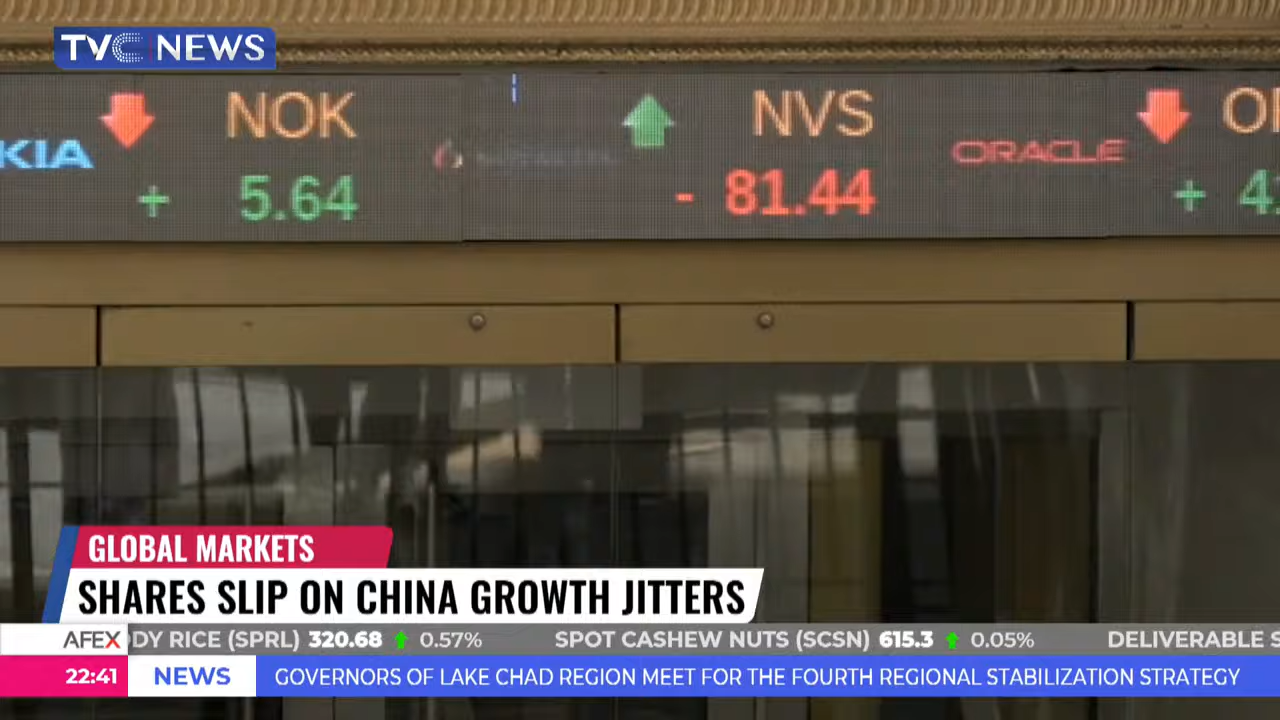 TVC NEWS
NOK
NVS
KIA
ORACLE
+ 5.64
- 81.44
+
GLOBAL MARKETS
SHARES SLIP ON CHINA GROWTH JITTERS
AFEX DY RICE (SPRL) 320.68 0.57% SPOT CASHEW NUTS (SCSN) 615.3 0.05% DELIVERABLE S
22:41 NEWS GOVERNORS OF LAKE CHAD REGION MEET FOR THE FOURTH REGIONAL STABILIZATION STRATEGY